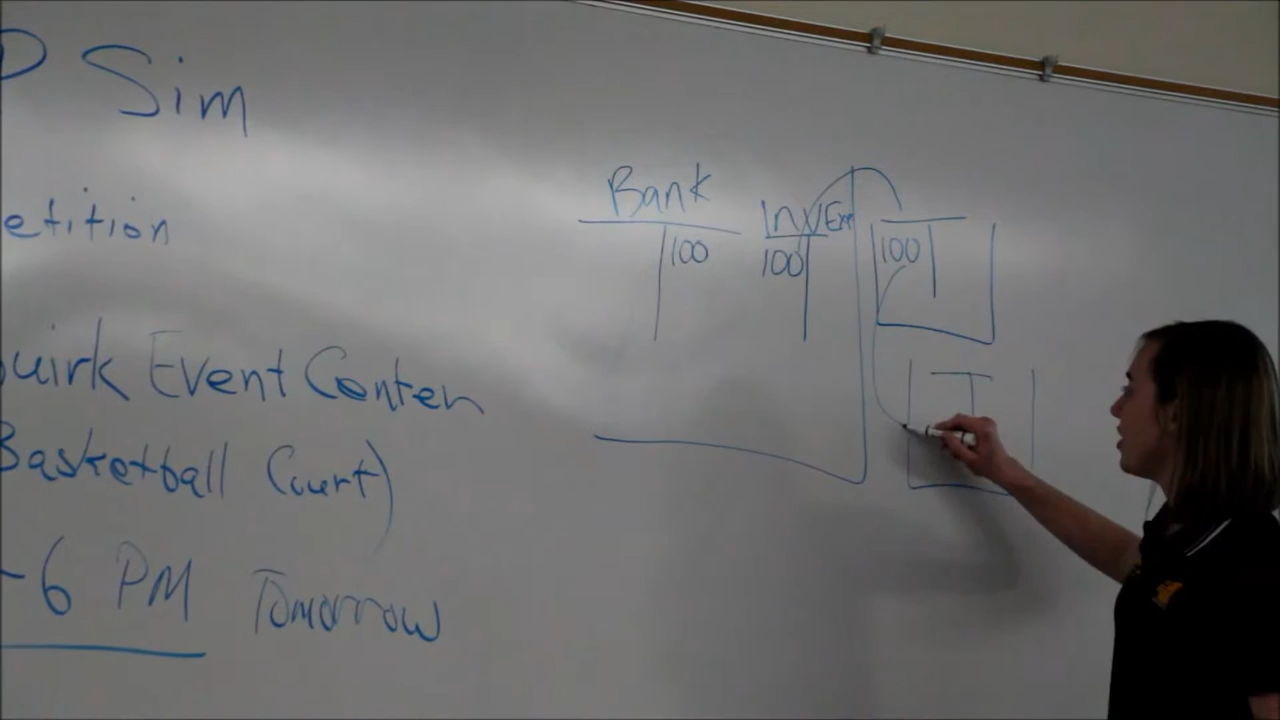 P Sim
etition
uirk Event Center
Basketball Court)
-6 PM Tomorrow
Bank
100
Inv/Exp
100
100